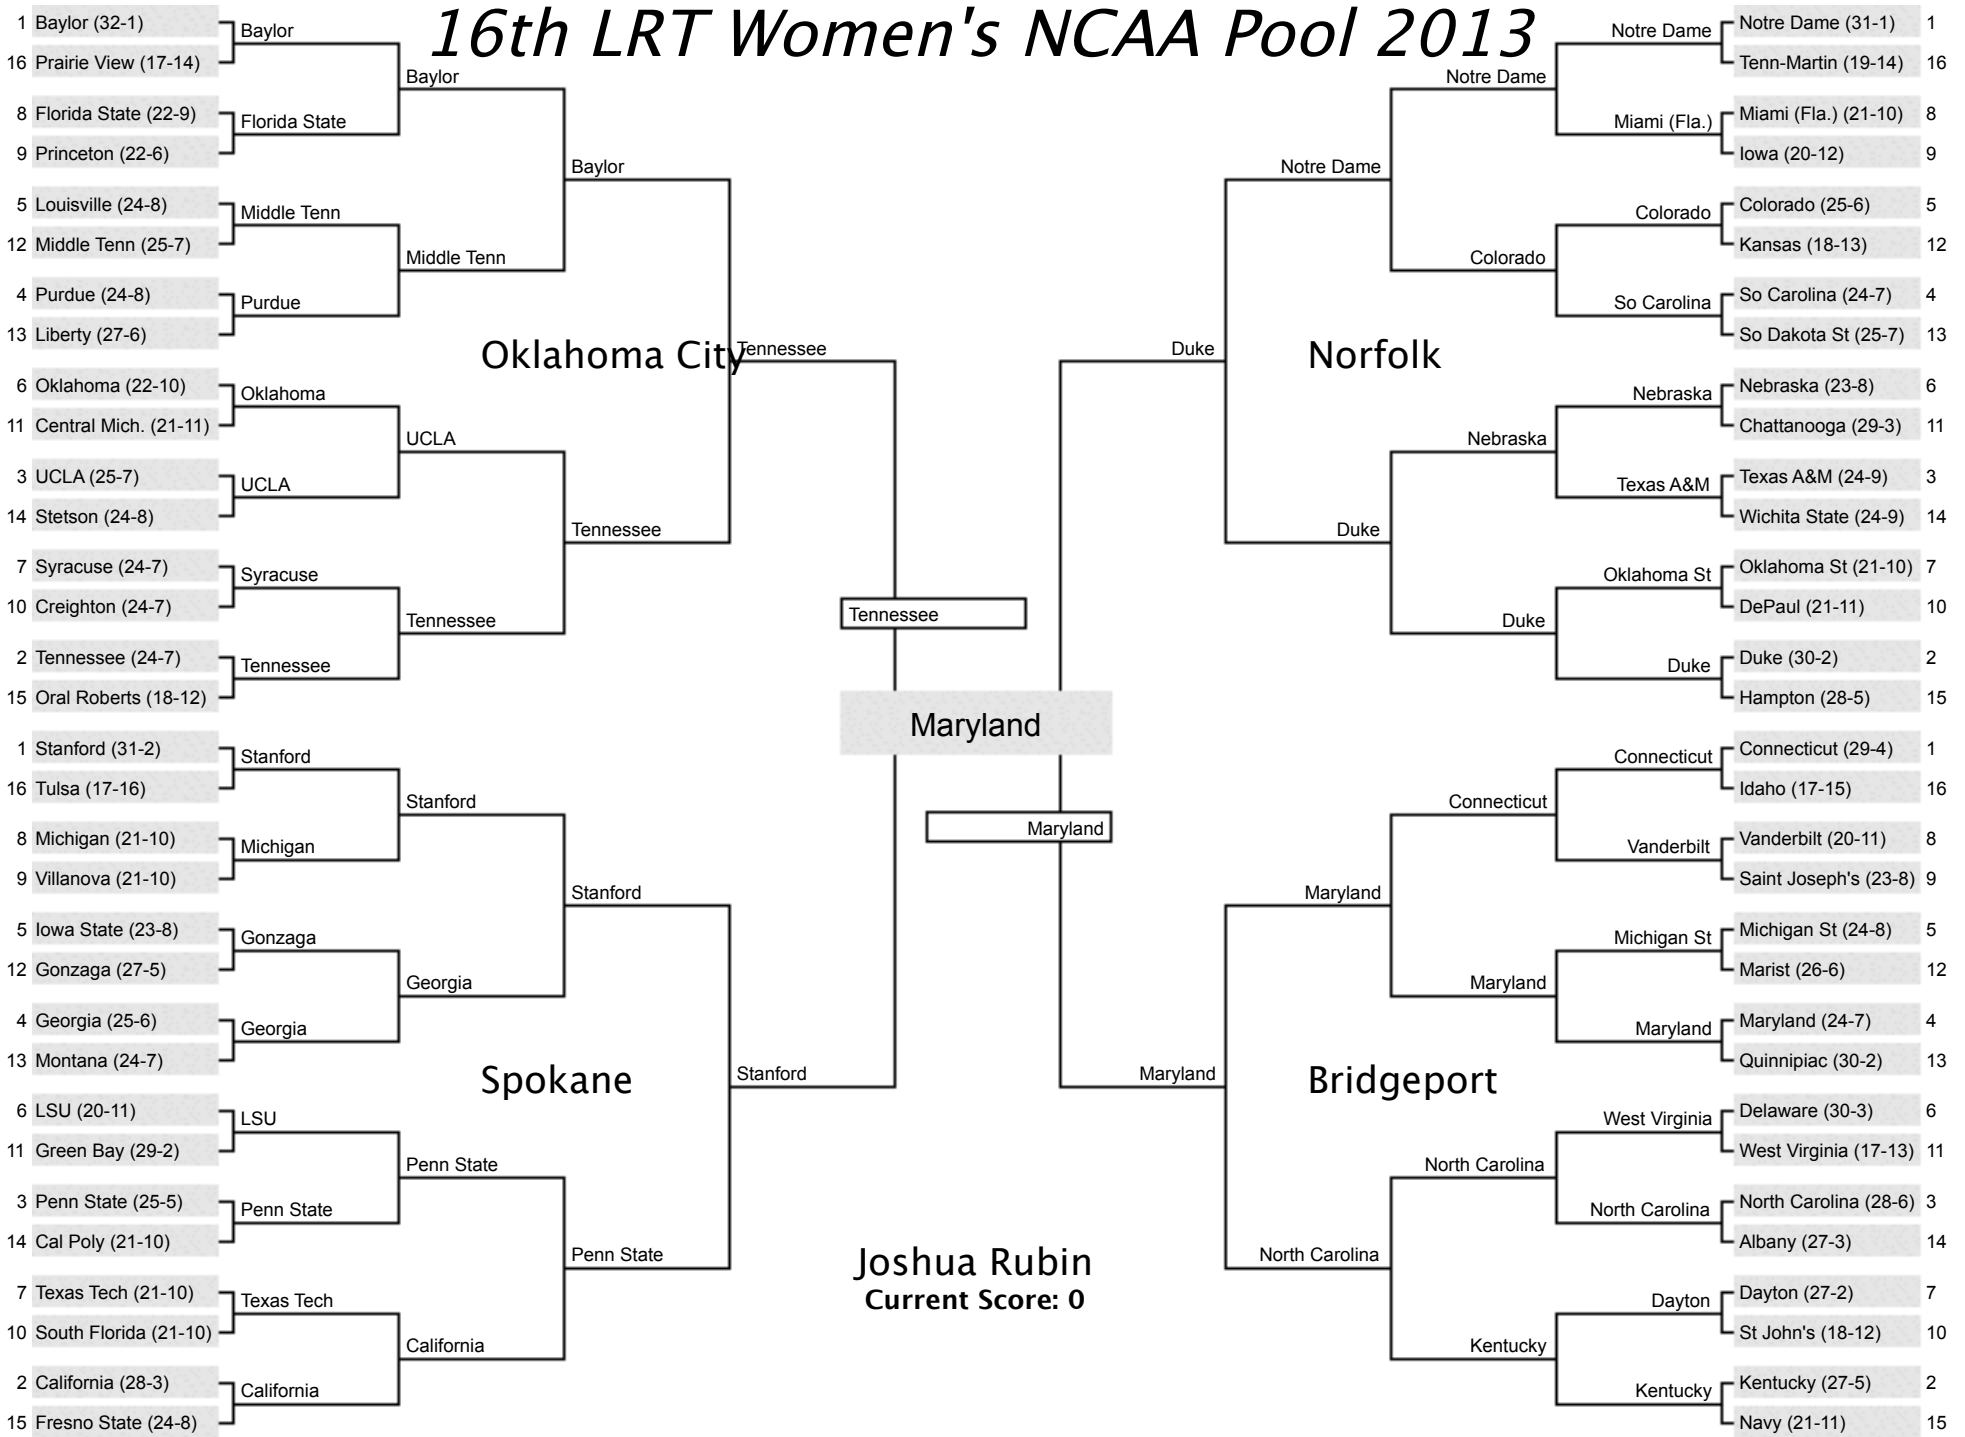 16th LRT Women's NCAA Pool 2013
1 Baylor (32-1)
16 Prairie View (17-14)
8 Florida State (22-9)
9 Princeton (22-6)
5 Louisville (24-8)
12 Middle Tenn (25-7)
4 Purdue (24-8)
13 Liberty (27-6)
6 Oklahoma (22-10)
11 Central Mich. (21-11)
3 UCLA (25-7)
14 Stetson (24-8)
7 Syracuse (24-7)
10 Creighton (24-7)
2 Tennessee (24-7)
15 Oral Roberts (18-12)
1 Stanford (31-2)
16 Tulsa (17-16)
8 Michigan (21-10)
9 Villanova (21-10)
5 Iowa State (23-8)
12 Gonzaga (27-5)
4 Georgia (25-6)
13 Montana (24-7)
6 LSU (20-11)
11 Green Bay (29-2)
3 Penn State (25-5)
14 Cal Poly (21-10)
7 Texas Tech (21-10)
10 South Florida (21-10)
2 California (28-3)
15 Fresno State (24-8)
Baylor
Florida State
Middle Tenn
Purdue
Oklahoma
UCLA
Syracuse
Tennessee
Stanford
Michigan
Gonzaga
Georgia
LSU
Penn State
Texas Tech
California
Baylor
Middle Tenn
UCLA
Tennessee
Stanford
Georgia
Penn State
California
Baylor
Tennessee
Stanford
Penn State
Oklahoma City
Spokane
Tennessee
Stanford
Tennessee
Maryland
Maryland
Joshua Rubin
Current Score: 0
Duke
Maryland
Norfolk
Bridgeport
Notre Dame
Duke
Maryland
North Carolina
Notre Dame
Colorado
Nebraska
Duke
Connecticut
Maryland
North Carolina
Kentucky
Notre Dame
Miami (Fla.)
Colorado
So Carolina
Nebraska
Texas A&M
Oklahoma St
Duke
Connecticut
Vanderbilt
Michigan St
Maryland
West Virginia
North Carolina
Dayton
Kentucky
Notre Dame (31-1) 1
Tenn-Martin (19-14) 16
Miami (Fla.) (21-10) 8
Iowa (20-12) 9
Colorado (25-6) 5
Kansas (18-13) 12
So Carolina (24-7) 4
So Dakota St (25-7) 13
Nebraska (23-8) 6
Chattanooga (29-3) 11
Texas A&M (24-9) 3
Wichita State (24-9) 14
Oklahoma St (21-10) 7
DePaul (21-11) 10
Duke (30-2) 2
Hampton (28-5) 15
Connecticut (29-4) 1
Idaho (17-15) 16
Vanderbilt (20-11) 8
Saint Joseph's (23-8) 9
Michigan St (24-8) 5
Marist (26-6) 12
Maryland (24-7) 4
Quinnipiac (30-2) 13
Delaware (30-3) 6
West Virginia (17-13) 11
North Carolina (28-6) 3
Albany (27-3) 14
Dayton (27-2) 7
St John's (18-12) 10
Kentucky (27-5) 2
Navy (21-11) 15